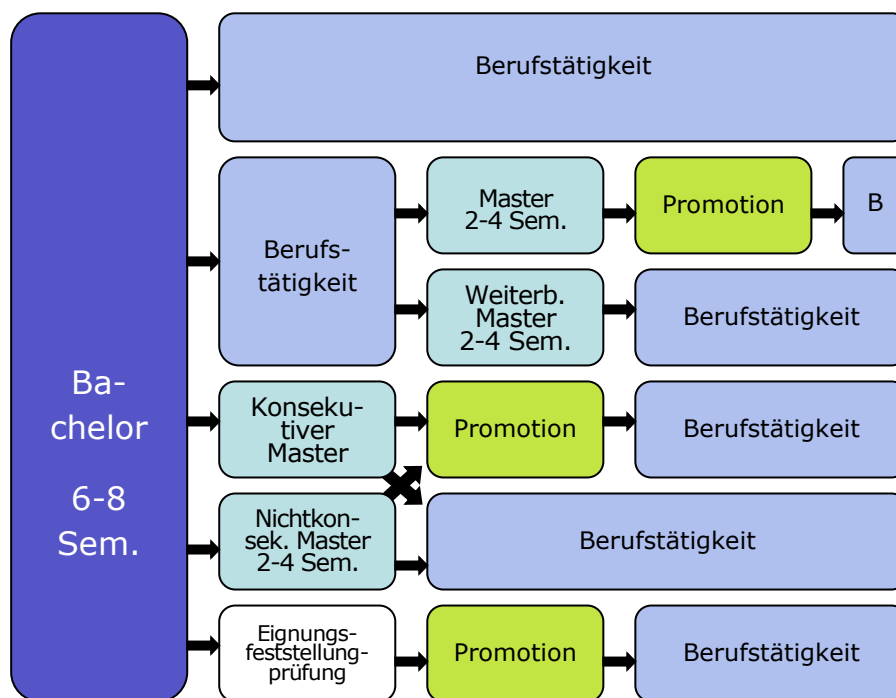 Ba-
chelor
6-8
Sem.
Berufstätigkeit
Berufs-
tätigkeit
Master
2-4 Sem.
Promotion
B
Weiterb.
Master
2-4 Sem.
Berufstätigkeit
Konseku-
tiver
Master
Promotion
Berufstätigkeit
Nichtkon-
sek. Master
2-4 Sem.
Berufstätigkeit
Eignungs-
feststellung-
prüfung
Promotion
Berufstätigkeit